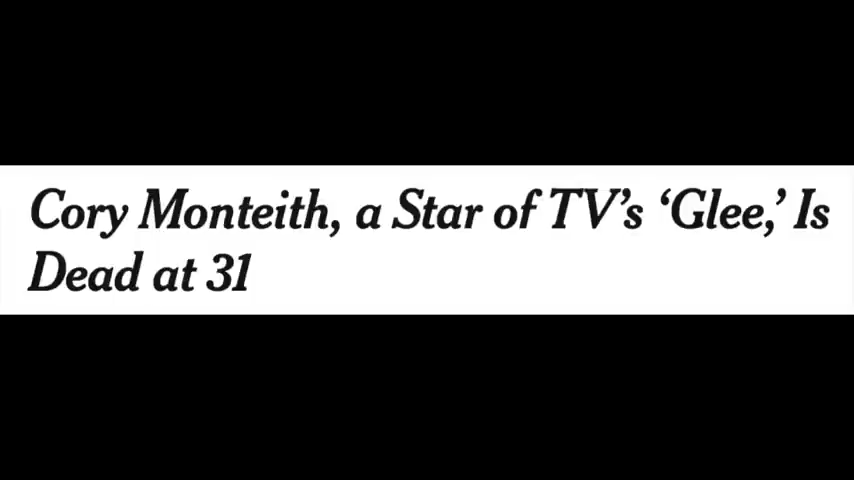 Cory Monteith, a Star of TV’s ‘Glee,’ Is
Dead at 31